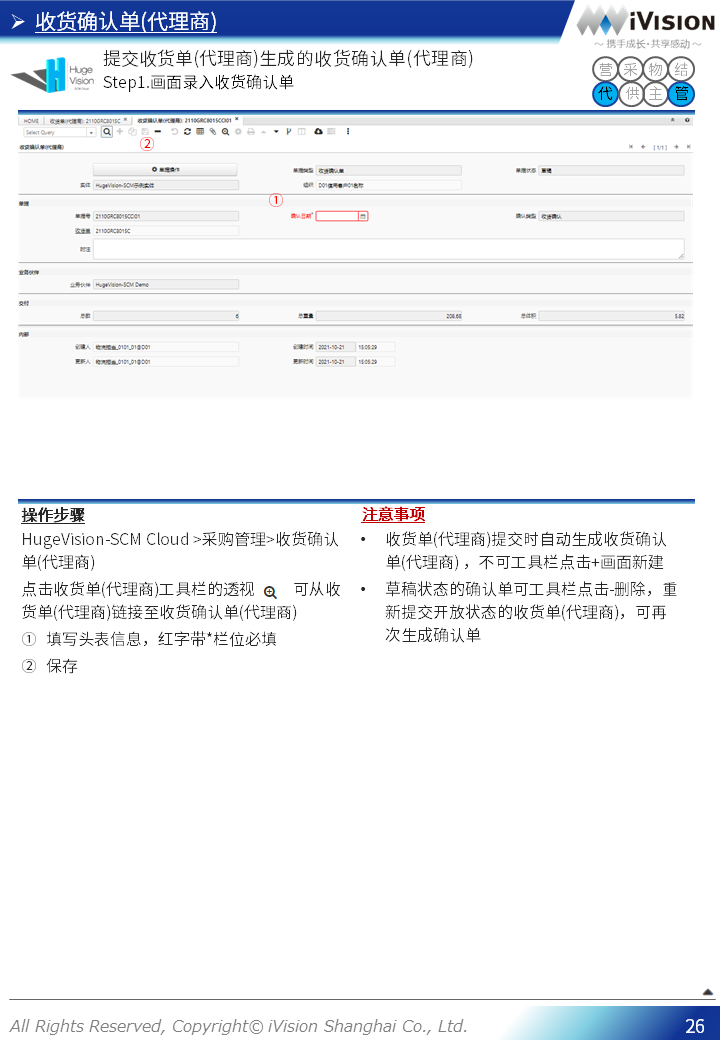 收货确认单(代理商)
iVISION
～携手成长·共享感动～
Huge
Vision
提交收货单(代理商)生成的收货确认单(代理商)
Step1.画面录入收货确认单
营 采 物 结
代 供 主 管
HOME 收货单(代理商): 2110GRC8015C × 收货确认单(代理商): 2110GRC8015CC01 ×
Select Query
②
收货确认单(代理商) [1/1]
单据操作 单据类型 收货确认单 单据状态 草稿
实体 HugeVision-SCM示例实体 组织 D01信用客户01名称
①
单据
单据号 2110GRC8015CC01 确认日期* 确认类型 收货确认
收货单 2110GRC8015C
附注
业务伙伴
业务伙伴 HugeVision-SCM Demo
交付
总数 6 总重量 208.68 总体积 5.82
内部
创建人 物流担当_0101_01@D01 创建时间 2021-10-21 15:05:29
更新人 物流担当_0101_01@D01 更新时间 2021-10-21 15:05:29
操作步骤
HugeVision-SCM Cloud >采购管理>收货确认
单(代理商)
点击收货单(代理商)工具栏的透视 可从收
货单(代理商)链接至收货确认单(代理商)
① 填写头表信息，红字带*栏位必填
② 保存
注意事项
• 收货单(代理商)提交时自动生成收货确认
单(代理商) ，不可工具栏点击+画面新建
• 草稿状态的确认单可工具栏点击-删除，重
新提交开放状态的收货单(代理商)，可再
次生成确认单
All Rights Reserved, Copyright© iVision Shanghai Co., Ltd.
26